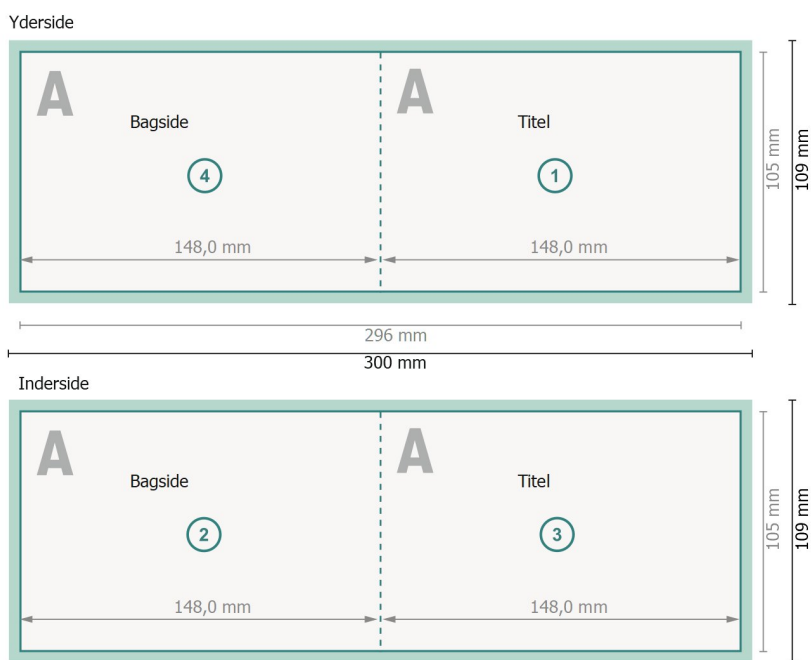 Yderside
A
A
Bagside
Titel
4
1
148,0 mm
148,0 mm
105 mm
109 mm
296 mm
300 mm
Inderside
A
A
Bagside
Titel
2
3
148,0 mm
148,0 mm
105 mm
109 mm